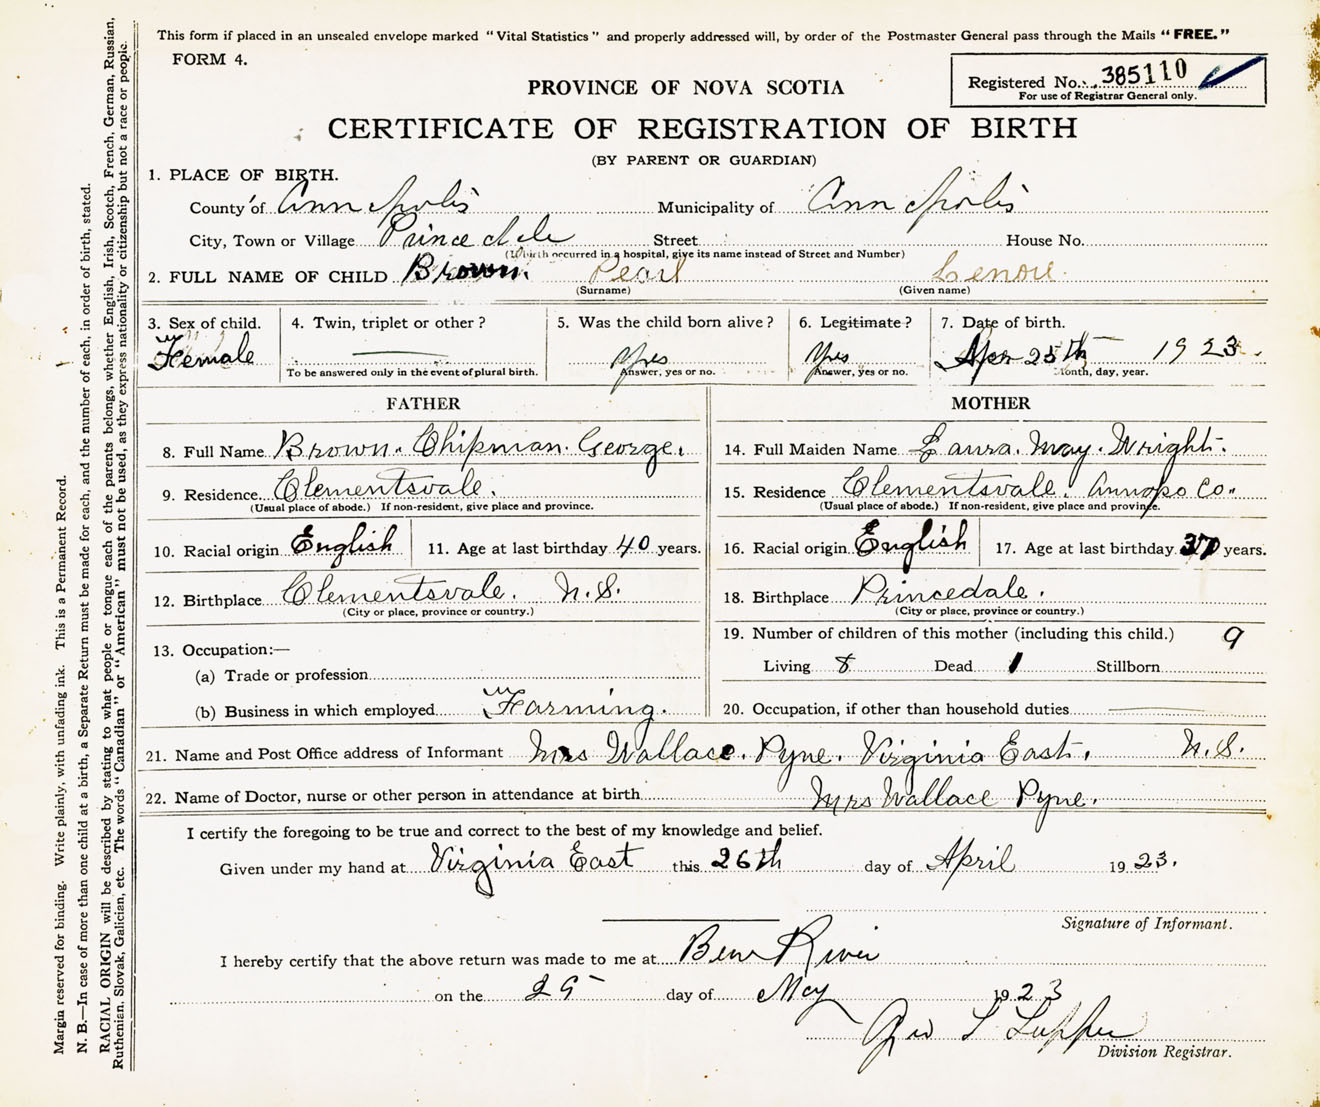 This form if placed in an unsealed envelope marked "Vital Statistics" and properly addressed will, by order of the Postmaster General pass through the Mails "FREE."
FORM 4.
Registered No. 385110
For use of Registrar General only.
PROVINCE OF NOVA SCOTIA
CERTIFICATE OF REGISTRATION OF BIRTH
(BY PARENT OR GUARDIAN)
1. PLACE OF BIRTH.
County of Annapolis Municipality of Annapolis
City, Town or Village Princedale Street House No.
(If birth occurred in a hospital, give its name instead of Street and Number)
2. FULL NAME OF CHILD Brown. Pearl Lenore
(Surname) (Given name)
3. Sex of child. 4. Twin, triplet or other? 5. Was the child born alive? 6. Legitimate? 7. Date of birth.
Female Yes Yes Apr 25th 1923.
To be answered only in the event of plural birth. Answer, yes or no. Answer, yes or no. Month, day, year.
FATHER
8. Full Name Brown. Chipman. George.
9. Residence Clementsvale.
(Usual place of abode.) If non-resident, give place and province.
10. Racial origin English 11. Age at last birthday 40 years.
12. Birthplace Clementsvale. N.S.
(City or place, province or country.)
13. Occupation:—
(a) Trade or profession
(b) Business in which employed Farming.
MOTHER
14. Full Maiden Name Laura. May. Wright.
15. Residence Clementsvale. Annapo Co.
(Usual place of abode.) If non-resident, give place and province.
16. Racial origin English 17. Age at last birthday 37 years.
18. Birthplace Princedale.
(City or place, province or country.)
19. Number of children of this mother (including this child.) 9
Living 8 Dead 1 Stillborn
20. Occupation, if other than household duties
21. Name and Post Office address of Informant Mrs Wallace. Pyne. Virginia East. N.S.
22. Name of Doctor, nurse or other person in attendance at birth Mrs Wallace Pyne.
I certify the foregoing to be true and correct to the best of my knowledge and belief.
Given under my hand at Virginia East this 26th day of April 1923.
Signature of Informant.
I hereby certify that the above return was made to me at Bear River
on the 29 day of May 1923
Geo L
Division Registrar.
Margin reserved for binding. Write plainly, with unfading ink. This is a Permanent Record.
N. B.—In case of more than one child at a birth, a Separate Return must be made for each, and the number of each, in order of birth, stated.
RACIAL ORIGIN will be described by stating to what people or tongue each of the parents belongs whether English, Irish, Scotch, French, German, Russian,
Ruthenian, Slovak, Galician, etc. The words "Canadian" or "American" must not be used, as they express nationality or citizenship but not a race or people.